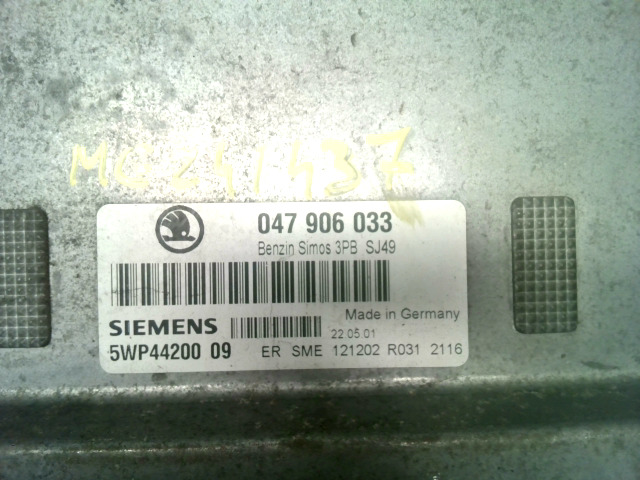 MG241437
047 906 033
Benzin Simos 3PB SJ49
Made in Germany
SIEMENS
22.05.01
5WP44200 09 ER SME 121202 R031 2116